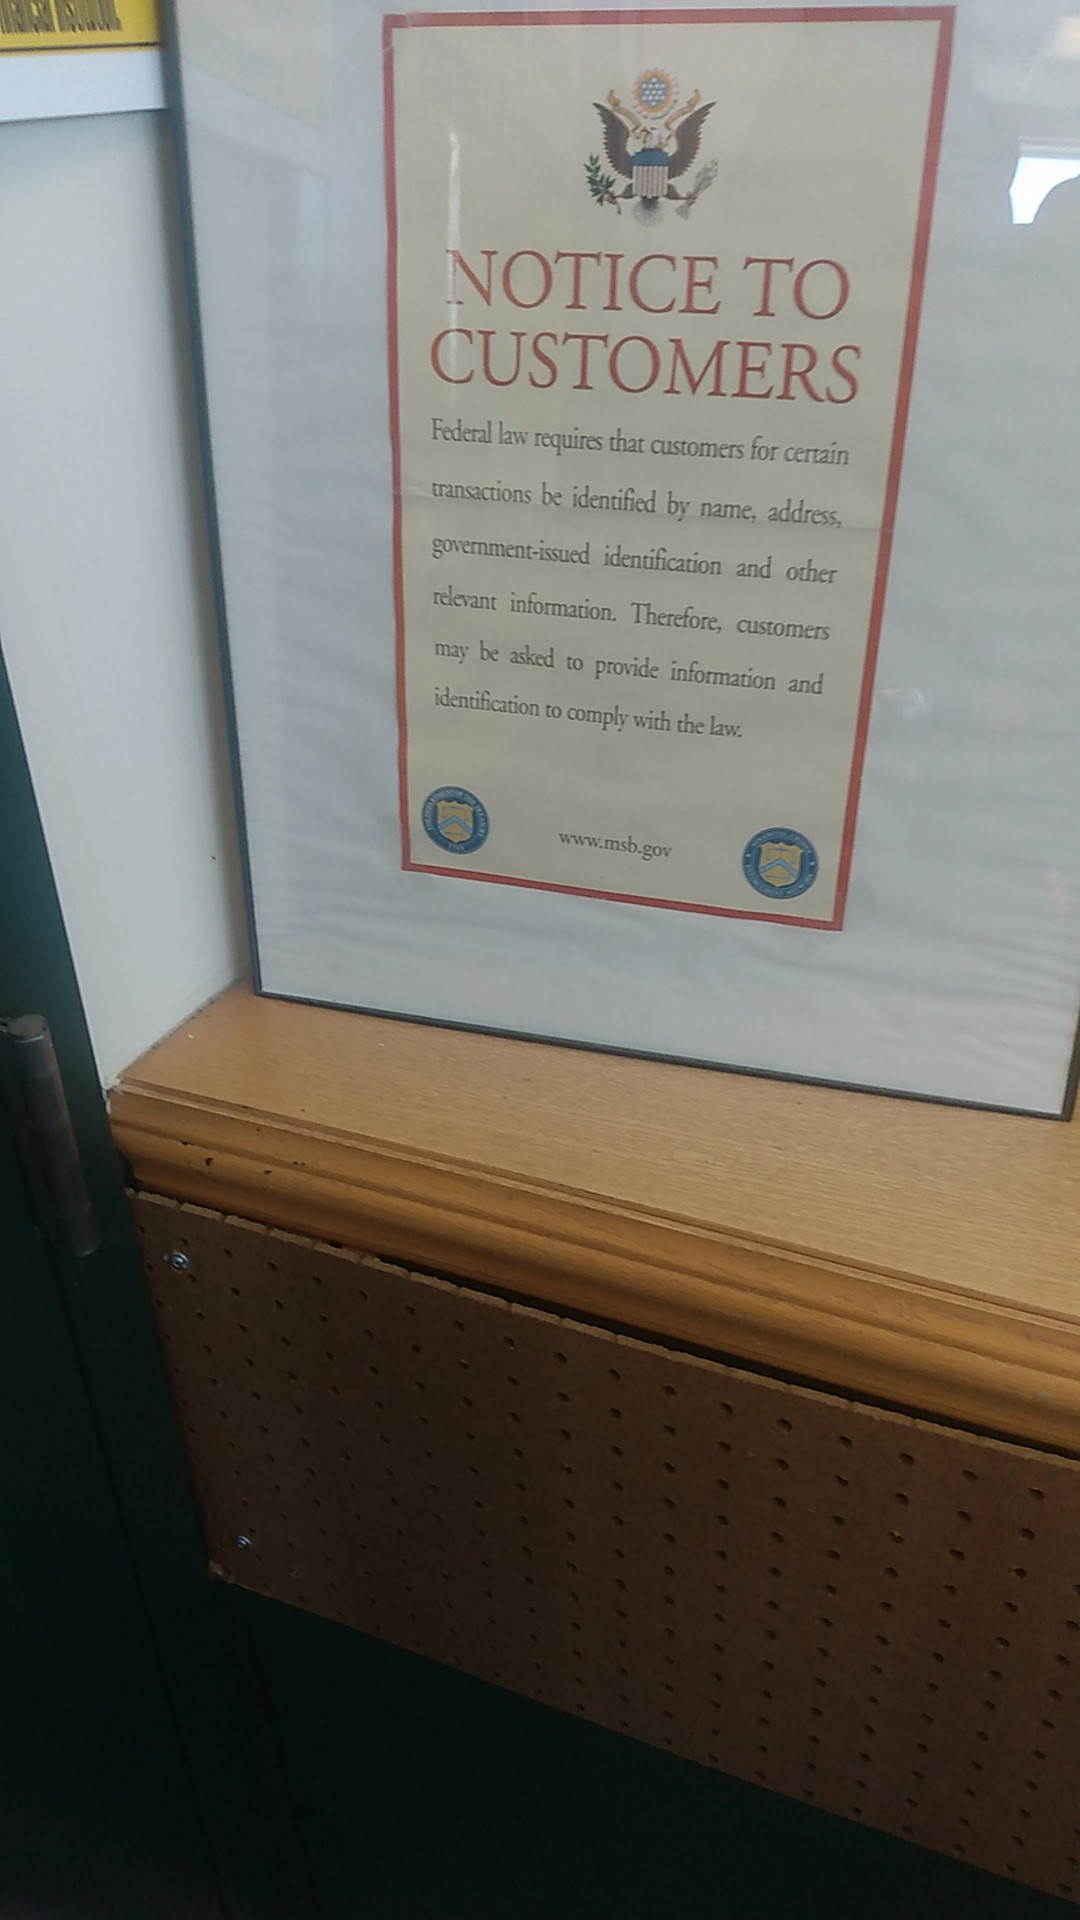 NOTICE TO
CUSTOMERS
Federal law requires that customers for certain
transactions be identified by name, address,
government-issued identification and other
relevant information. Therefore, customers
may be asked to provide information and
identification to comply with the law.
www.msb.gov